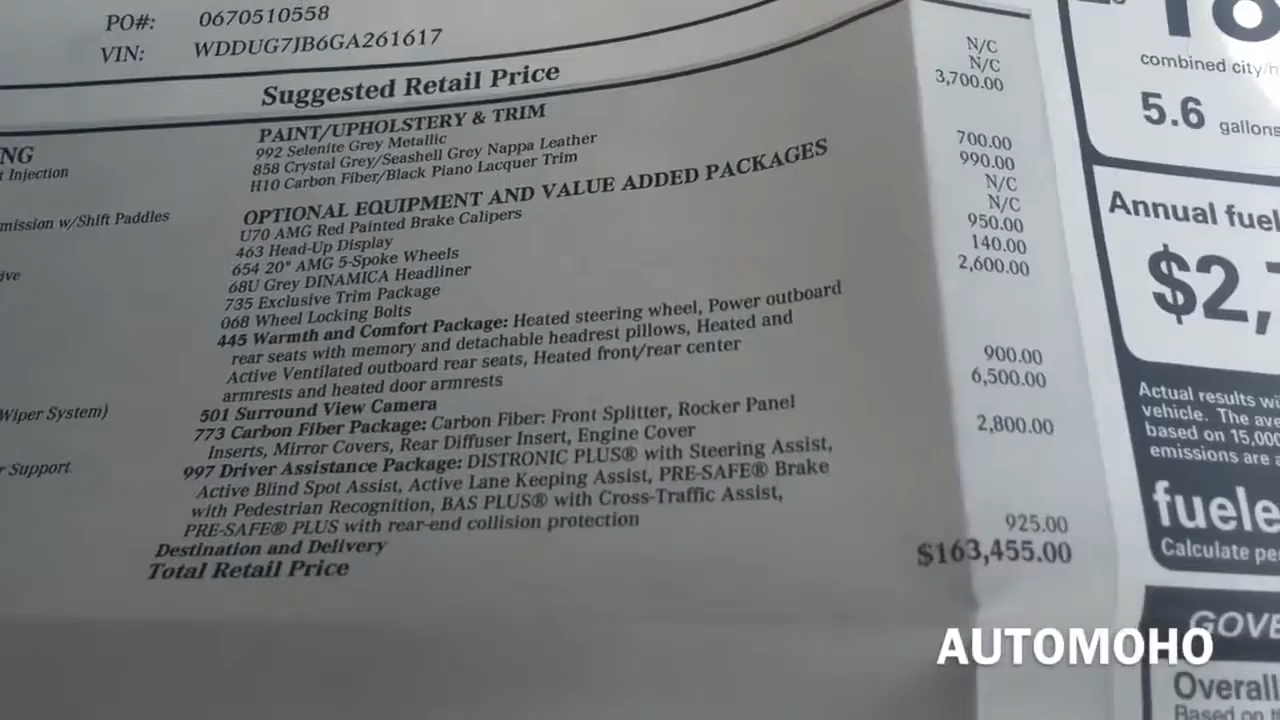 PO#: 0670510558
VIN: WDDUG7JB6GA261617
Suggested Retail Price
PAINT/UPHOLSTERY & TRIM
992 Selenite Grey Metallic N/C
858 Crystal Grey/Seashell Grey Nappa Leather N/C
H10 Carbon Fiber/Black Piano Lacquer Trim 3,700.00
OPTIONAL EQUIPMENT AND VALUE ADDED PACKAGES
U70 AMG Red Painted Brake Calipers 700.00
463 Head-Up Display 990.00
654 20" AMG 5-Spoke Wheels N/C
68U Grey DINAMICA Headliner N/C
735 Exclusive Trim Package 950.00
068 Wheel Locking Bolts 140.00
445 Warmth and Comfort Package: Heated steering wheel, Power outboard 2,600.00
rear seats with memory and detachable headrest pillows, Heated and
Active Ventilated outboard rear seats, Heated front/rear center
armrests and heated door armrests
501 Surround View Camera 900.00
773 Carbon Fiber Package: Carbon Fiber: Front Splitter, Rocker Panel 6,500.00
Inserts, Mirror Covers, Rear Diffuser Insert, Engine Cover
997 Driver Assistance Package: DISTRONIC PLUS® with Steering Assist, 2,800.00
Active Blind Spot Assist, Active Lane Keeping Assist, PRE-SAFE® Brake
with Pedestrian Recognition, BAS PLUS® with Cross-Traffic Assist,
PRE-SAFE® PLUS with rear-end collision protection
Destination and Delivery 925.00
Total Retail Price $163,455.00
NG
t Injection
mission w/Shift Paddles
ive
Wiper System)
r Support
18
combined city/h
5.6 gallons
Annual fuel
$2,
Actual results wi
vehicle. The ave
based on 15,000
emissions are a
fuele
Calculate pe
GOVE
Overall
Based on t
AUTOMOHO